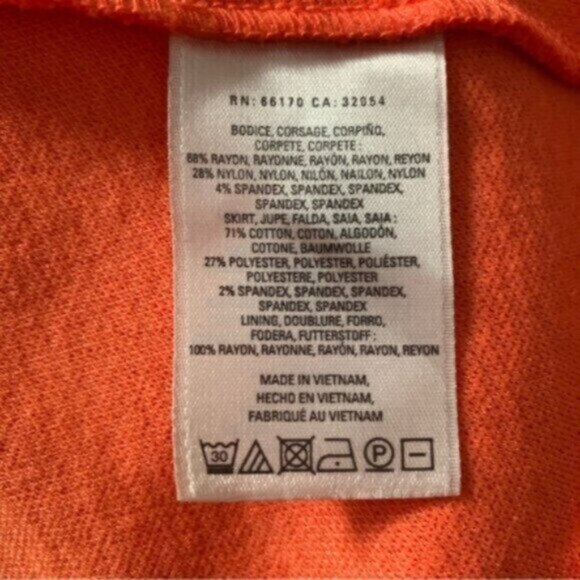 RN: 66170 CA: 32054
BODICE, CORSAGE, CORPIÑO,
CORPETE, CORPETE :
68% RAYON, RAYONNE, RAYÓN, RAYON, REYON
28% NYLON, NYLON, NILÓN, NAILON, NYLON
4% SPANDEX, SPANDEX, SPANDEX,
SPANDEX, SPANDEX
SKIRT, JUPE, FALDA, SAIA, SAIA :
71% COTTON, COTON, ALGODÓN,
COTONE, BAUMWOLLE
27% POLYESTER, POLYESTER, POLIÉSTER,
POLYESTERE, POLYESTER
2% SPANDEX, SPANDEX, SPANDEX,
SPANDEX, SPANDEX
LINING, DOUBLURE, FORRO,
FODERA, FUTTERSTOFF :
100% RAYON, RAYONNE, RAYÓN, RAYON, REYON
MADE IN VIETNAM,
HECHO EN VIETNAM,
FABRIQUÉ AU VIETNAM
30 P